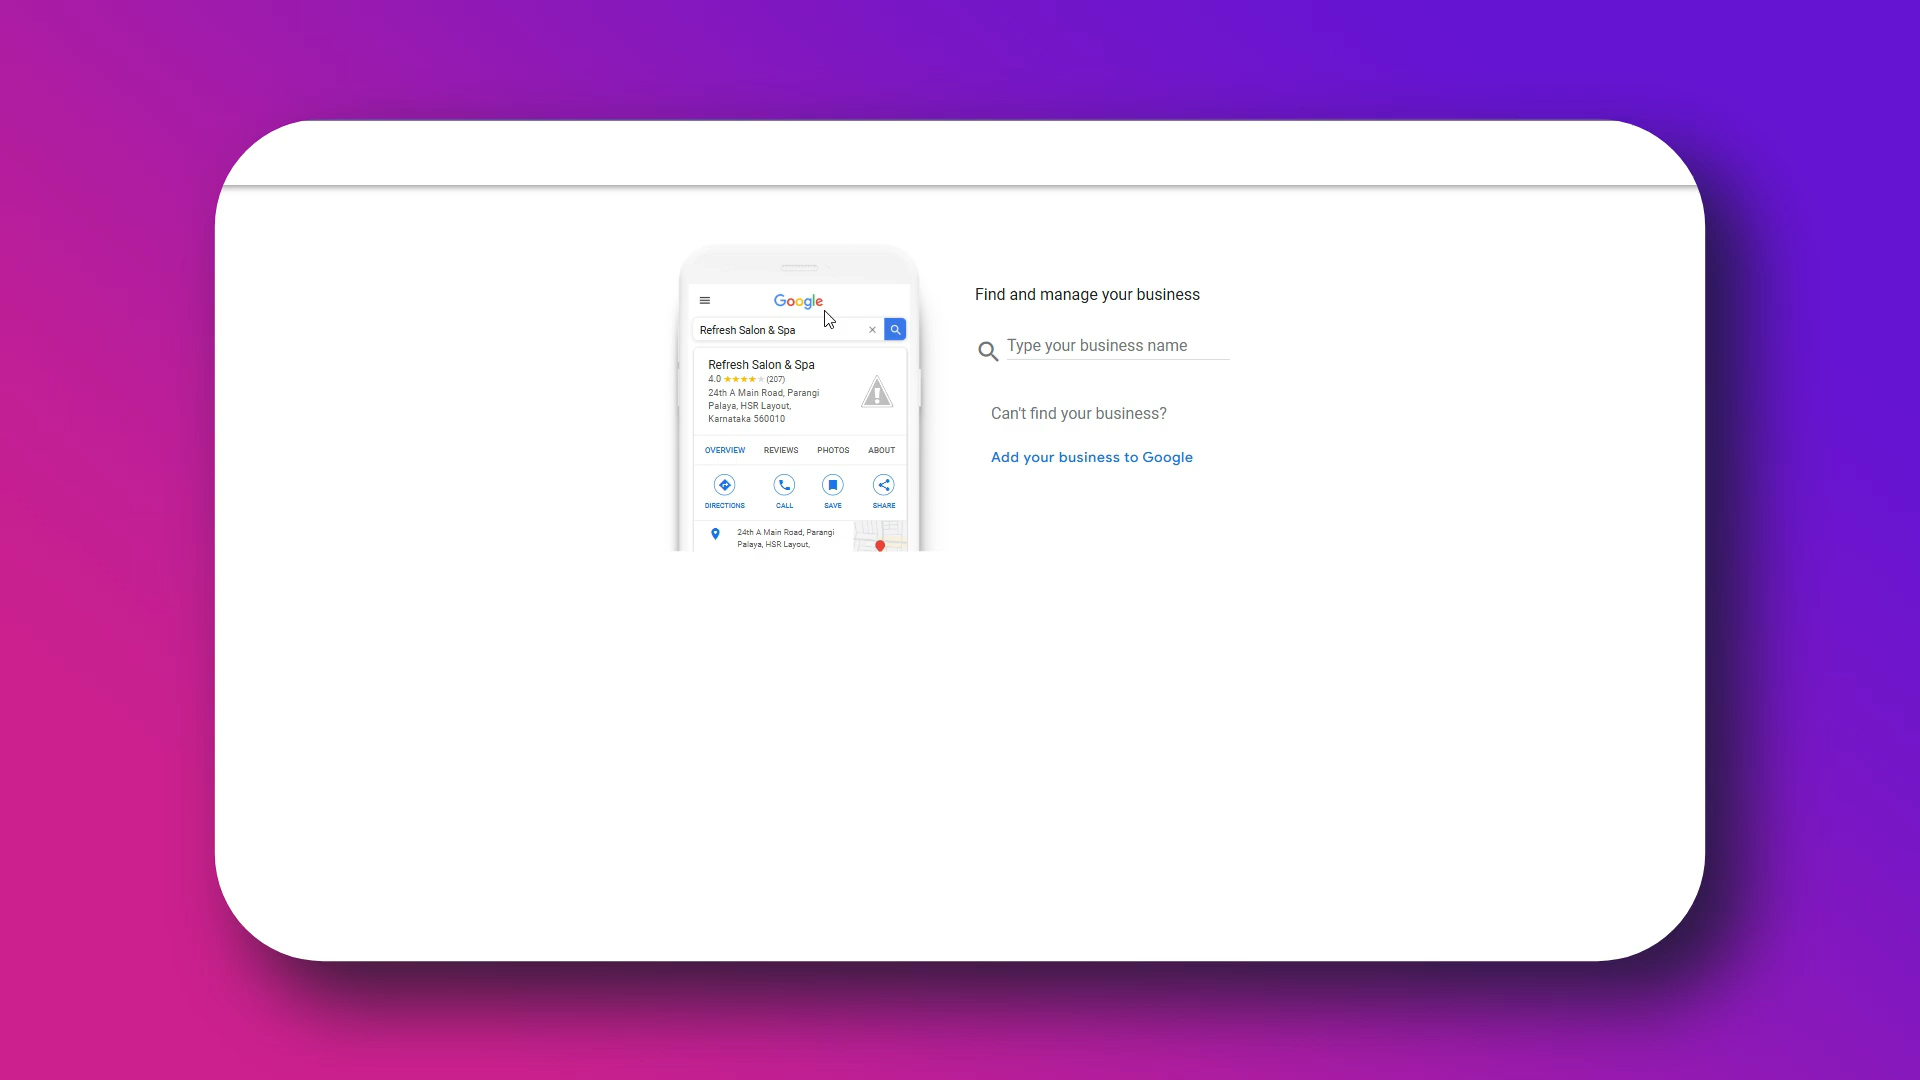 Google
Refresh Salon & Spa
Refresh Salon & Spa
4.0 (207)
24th A Main Road, Parangi
Palaya, HSR Layout,
Karnataka 560010
OVERVIEW REVIEWS PHOTOS ABOUT
DIRECTIONS CALL SAVE SHARE
24th A Main Road, Parangi
Palaya, HSR Layout,
Find and manage your business
Type your business name
Can't find your business?
Add your business to Google